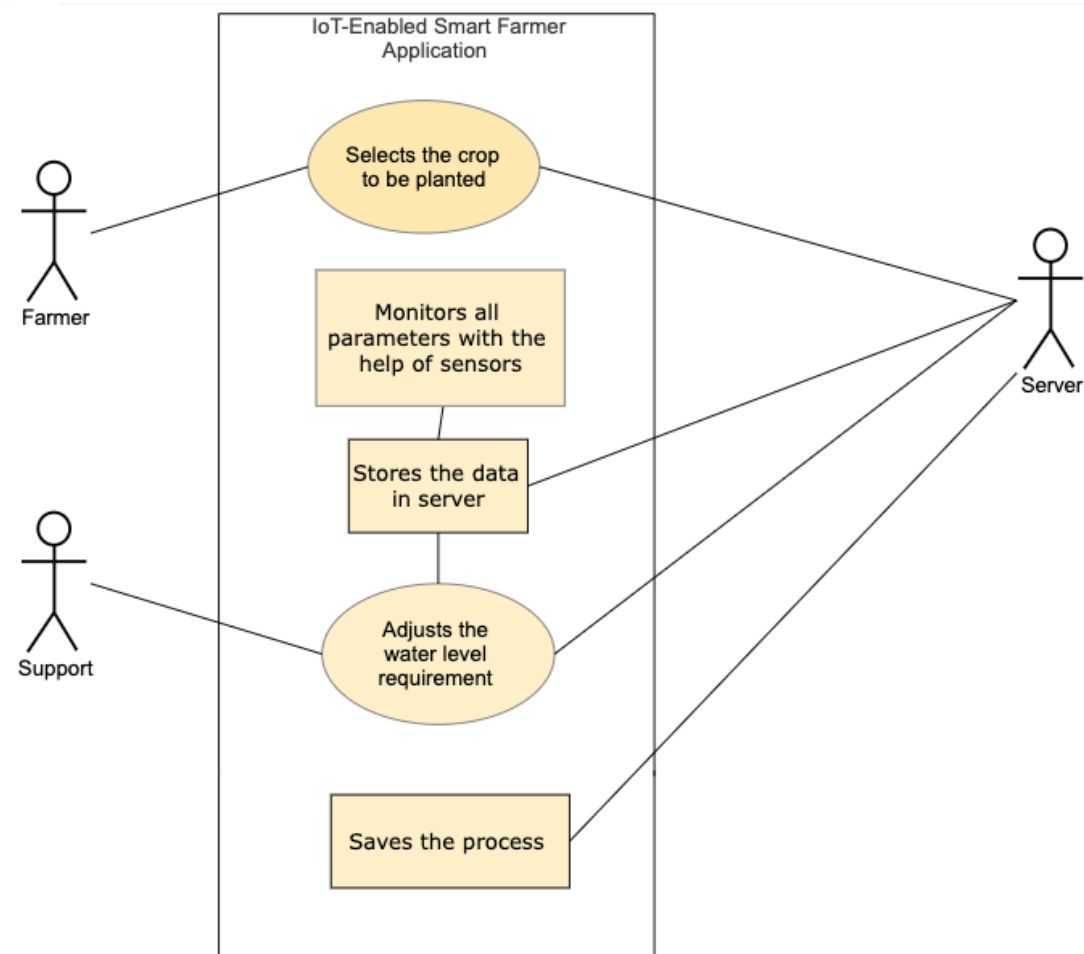 IoT-Enabled Smart Farmer
Application
Selects the crop
to be planted
Farmer
Monitors all
parameters with the
help of sensors
Server
Stores the data
in server
Support
Adjusts the
water level
requirement
Saves the process